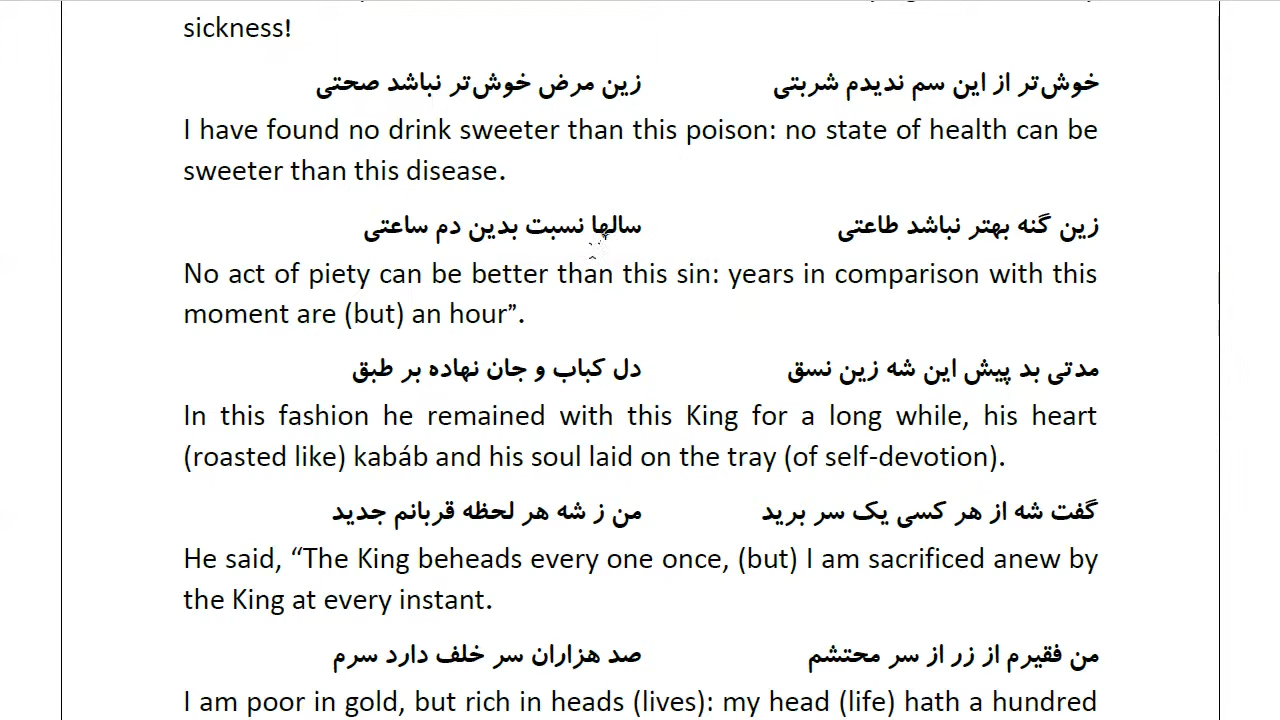 sickness!
خوش‌تر از این سم ندیدم شربتی زین مرض خوش‌تر نباشد صحتی
I have found no drink sweeter than this poison: no state of health can be
sweeter than this disease.
زین گنه بهتر نباشد طاعتی سالها نسبت بدین دم ساعتی
No act of piety can be better than this sin: years in comparison with this
moment are (but) an hour”.
مدتی بد پیش این شه زین نسق دل کباب و جان نهاده بر طبق
In this fashion he remained with this King for a long while, his heart
(roasted like) kabáb and his soul laid on the tray (of self-devotion).
گفت شه از هر کسی یک سر برید من ز شه هر لحظه قربانم جدید
He said, “The King beheads every one once, (but) I am sacrificed anew by
the King at every instant.
من فقیرم از زر از سر محتشم صد هزاران سر خلف دارد سرم
I am poor in gold, but rich in heads (lives): my head (life) hath a hundred